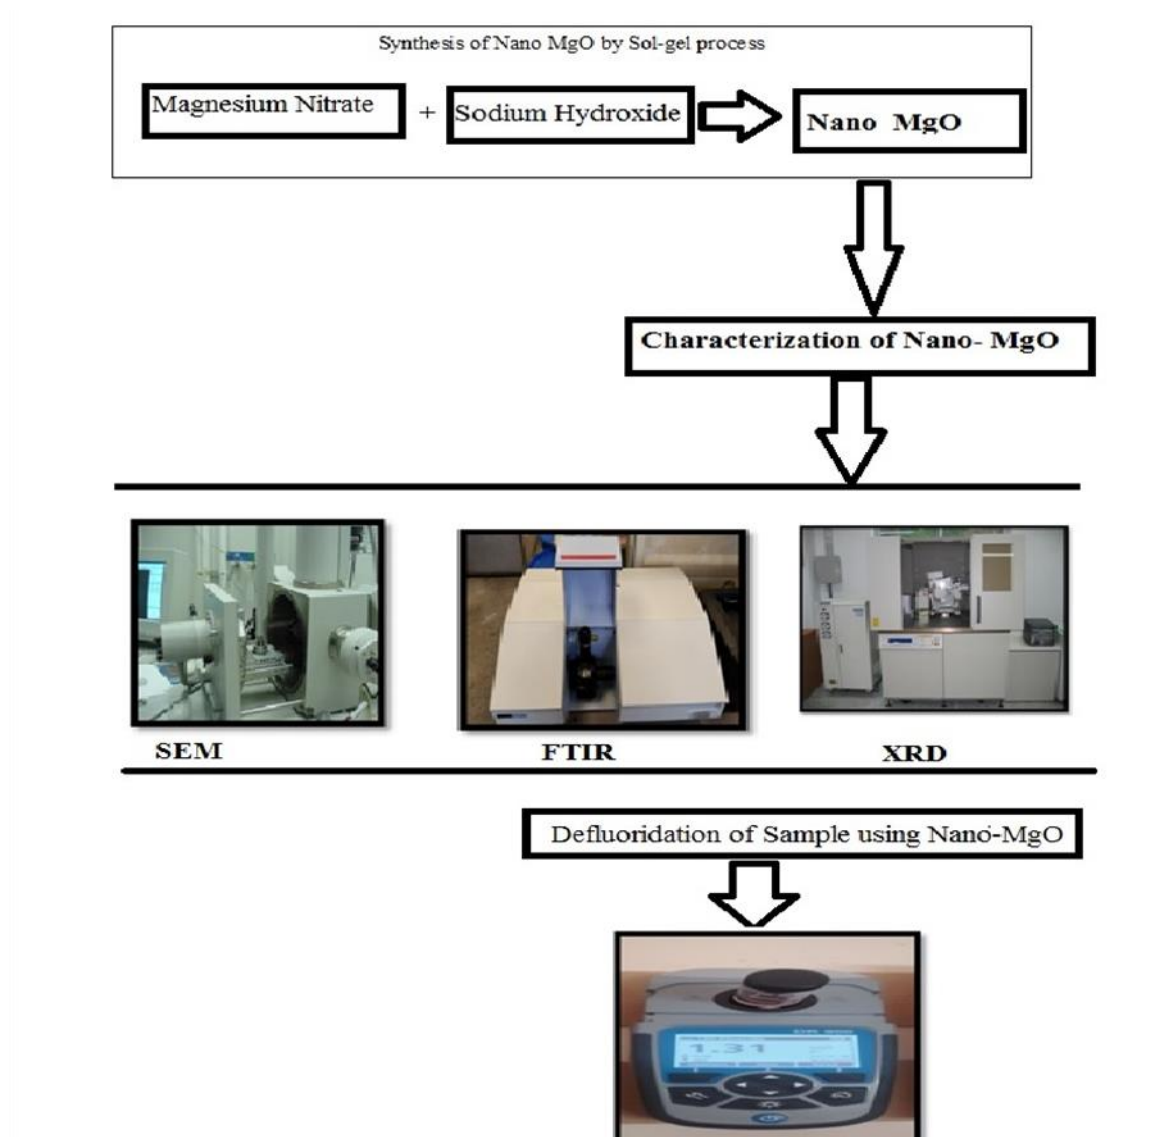 Synthesis of Nano MgO by Sol-gel process
Magnesium Nitrate + Sodium Hydroxide Nano MgO
Characterization of Nano- MgO
SEM FTIR XRD
Defluoridation of Sample using Nano-MgO
1.31